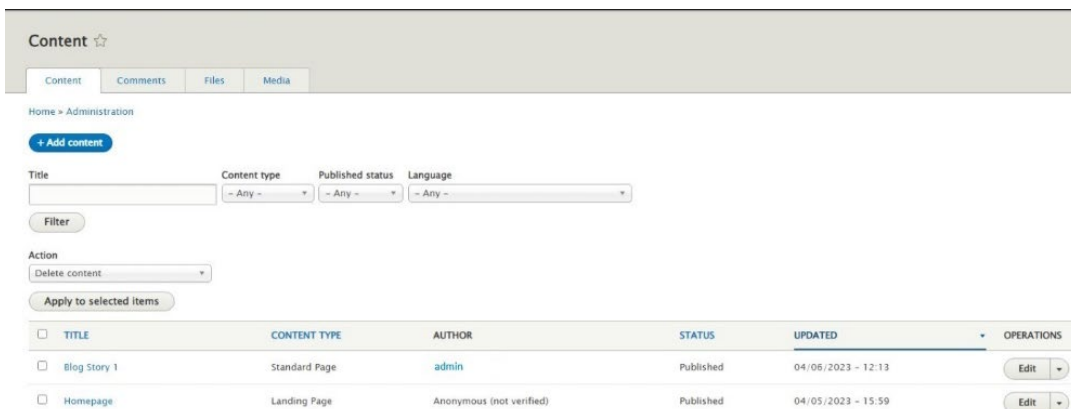 Content
Content Comments Files Media
Home » Administration
+ Add content
Title Content type Published status Language
- Any - - Any - - Any -
Filter
Action
Delete content
Apply to selected items
TITLE CONTENT TYPE AUTHOR STATUS UPDATED OPERATIONS
Blog Story 1 Standard Page admin Published 04/06/2023 - 12:13 Edit
Homepage Landing Page Anonymous (not verified) Published 04/05/2023 - 15:59 Edit